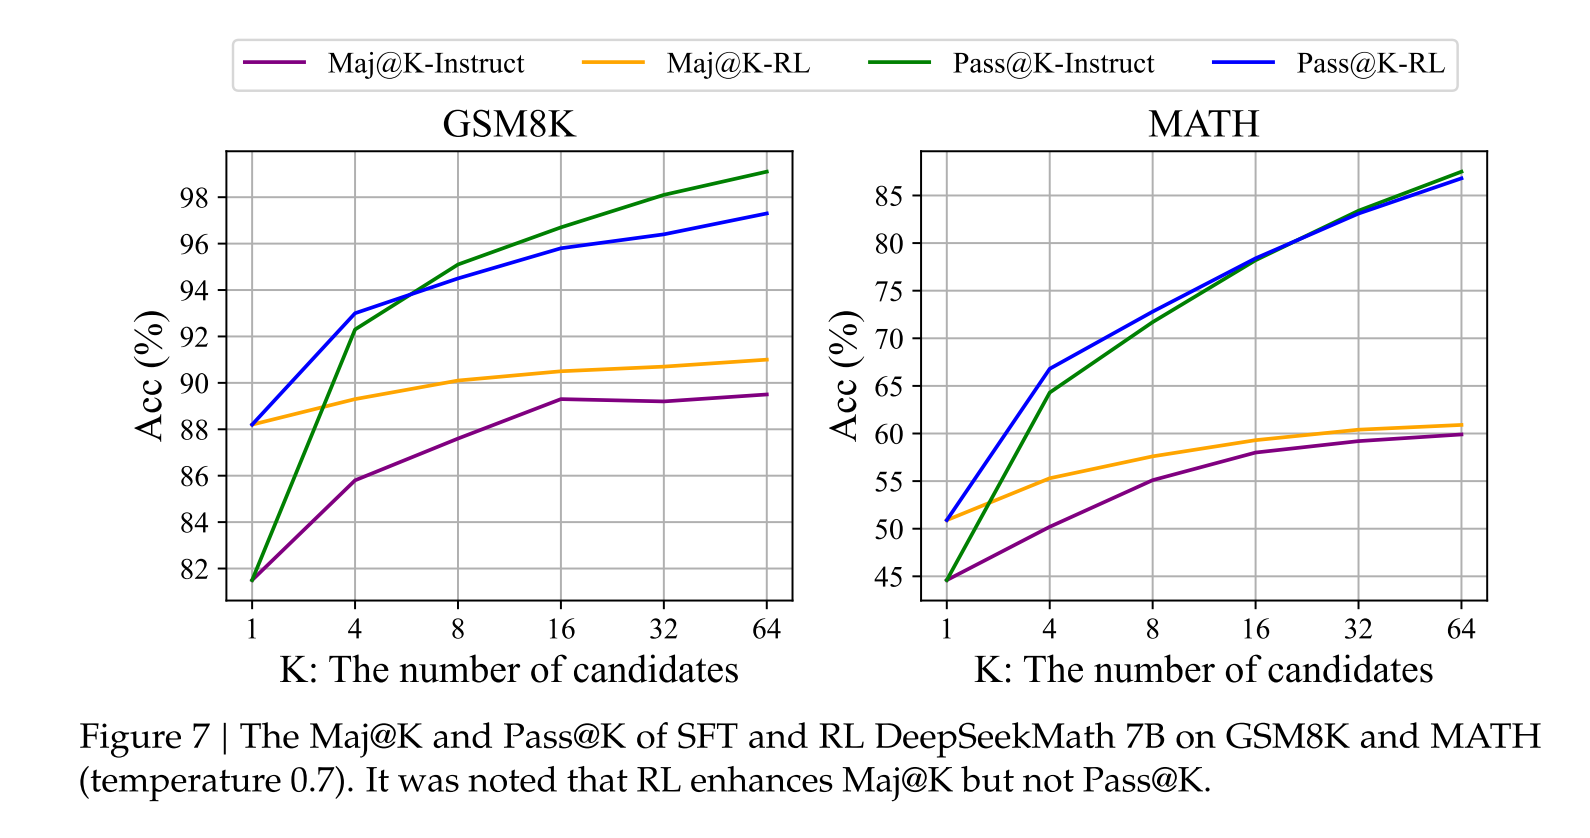 Maj@K-Instruct Maj@K-RL Pass@K-Instruct Pass@K-RL
GSM8K
98
96
94
92
90
88
86
84
82
Acc (%)
1 4 8 16 32 64
K: The number of candidates
MATH
85
80
75
70
65
60
55
50
45
Acc (%)
1 4 8 16 32 64
K: The number of candidates
Figure 7 | The Maj@K and Pass@K of SFT and RL DeepSeekMath 7B on GSM8K and MATH
(temperature 0.7). It was noted that RL enhances Maj@K but not Pass@K.